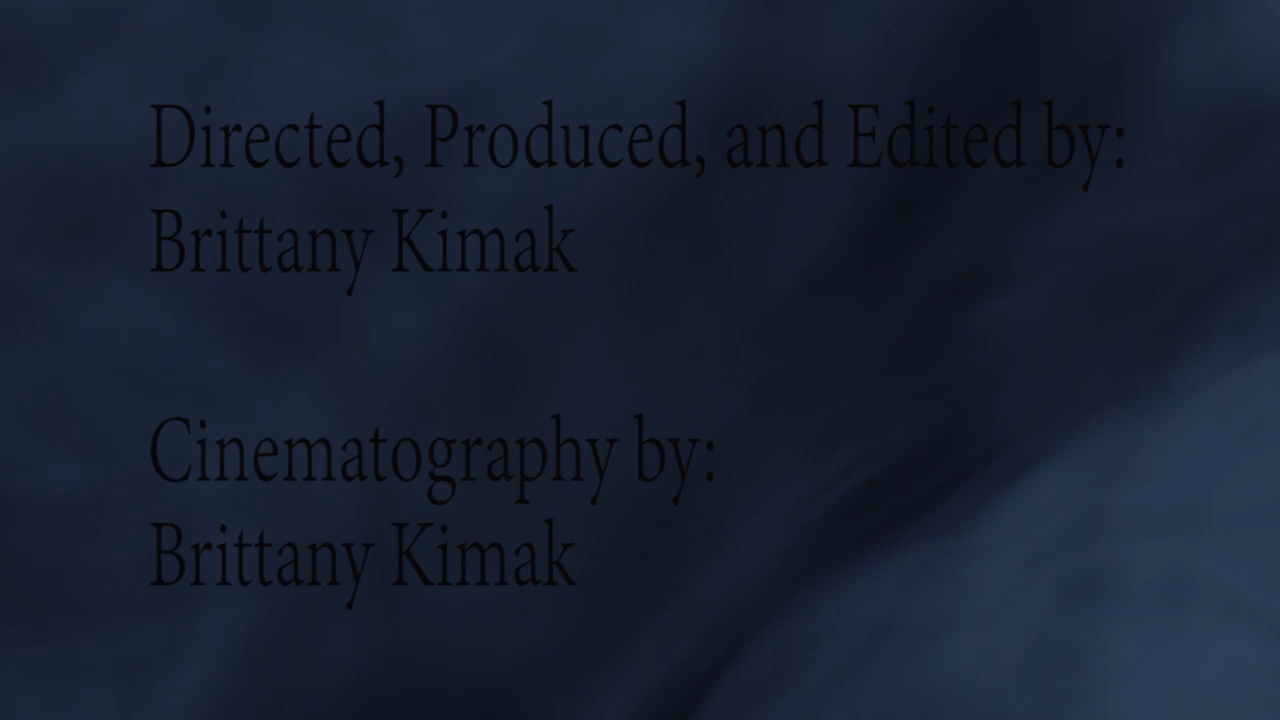 Directed, Produced, and Edited by:
Brittany Kimak
Cinematography by:
Brittany Kimak